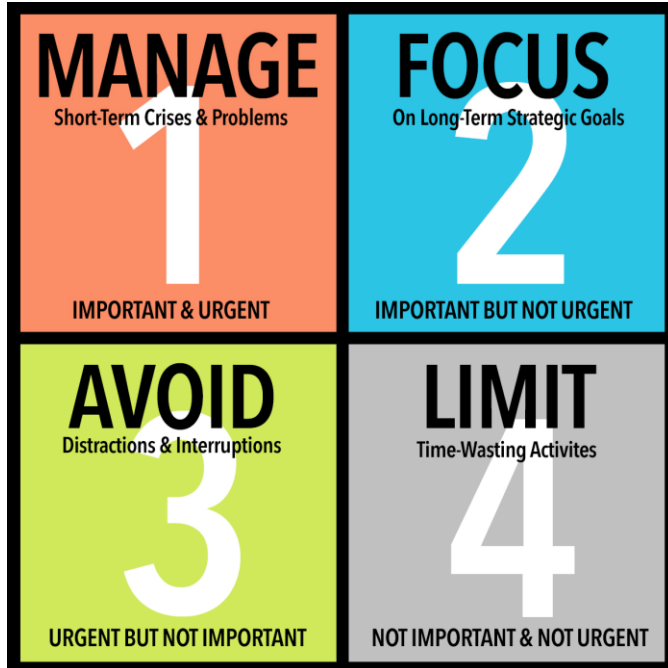 MANAGE
Short-Term Crises & Problems
1
IMPORTANT & URGENT
FOCUS
On Long-Term Strategic Goals
2
IMPORTANT BUT NOT URGENT
AVOID
Distractions & Interruptions
3
URGENT BUT NOT IMPORTANT
LIMIT
Time-Wasting Activites
4
NOT IMPORTANT & NOT URGENT